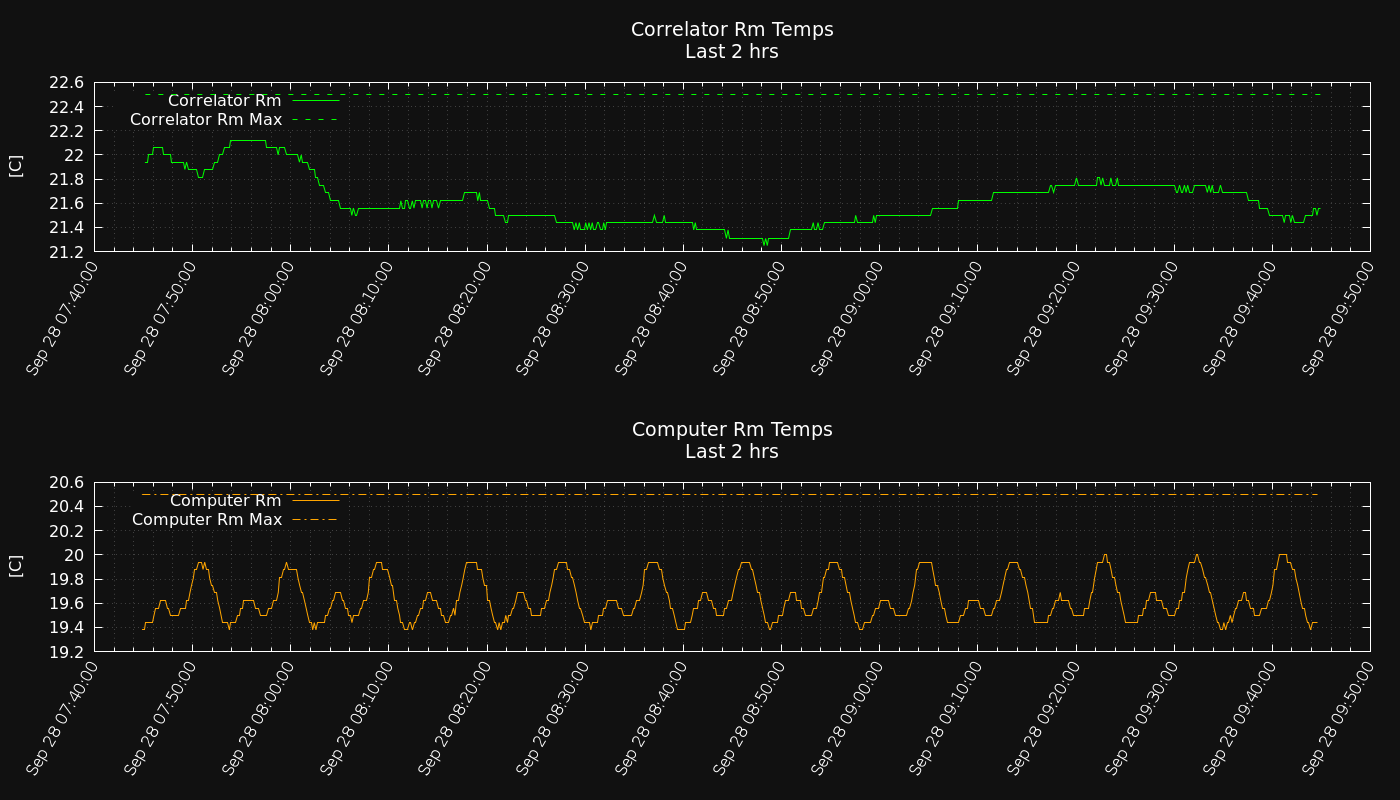 Correlator Rm Temps
Last 2 hrs
[C]
22.6
22.4
22.2
22
21.8
21.6
21.4
21.2
Correlator Rm
Correlator Rm Max
Sep 28 07:40:00
Sep 28 07:50:00
Sep 28 08:00:00
Sep 28 08:10:00
Sep 28 08:20:00
Sep 28 08:30:00
Sep 28 08:40:00
Sep 28 08:50:00
Sep 28 09:00:00
Sep 28 09:10:00
Sep 28 09:20:00
Sep 28 09:30:00
Sep 28 09:40:00
Sep 28 09:50:00
Computer Rm Temps
Last 2 hrs
[C]
20.6
20.4
20.2
20
19.8
19.6
19.4
19.2
Computer Rm
Computer Rm Max
Sep 28 07:40:00
Sep 28 07:50:00
Sep 28 08:00:00
Sep 28 08:10:00
Sep 28 08:20:00
Sep 28 08:30:00
Sep 28 08:40:00
Sep 28 08:50:00
Sep 28 09:00:00
Sep 28 09:10:00
Sep 28 09:20:00
Sep 28 09:30:00
Sep 28 09:40:00
Sep 28 09:50:00